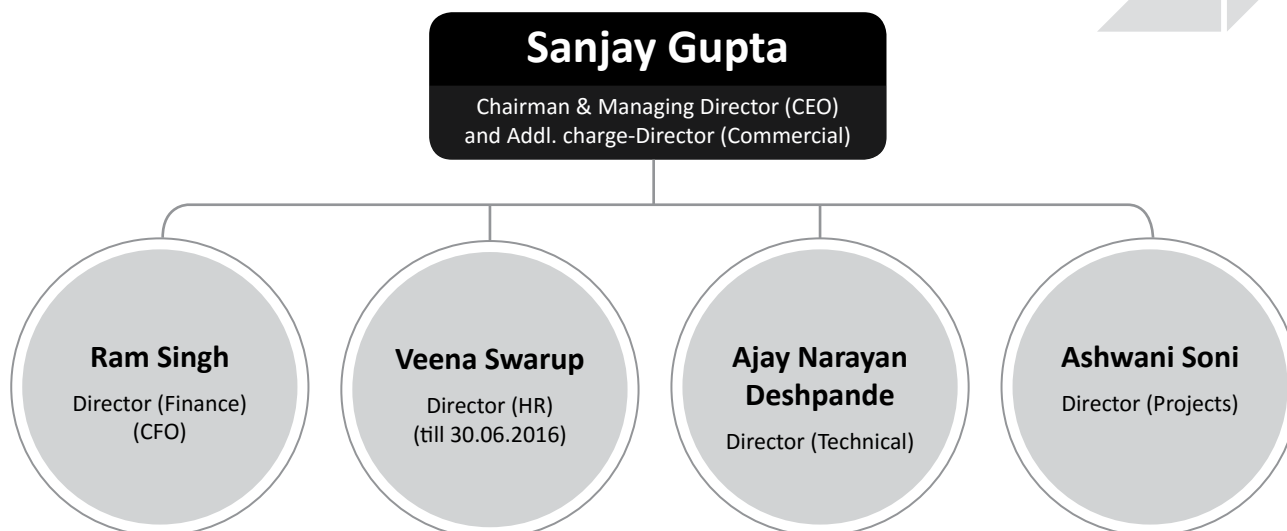 Sanjay Gupta
Chairman & Managing Director (CEO)
and Addl. charge-Director (Commercial)
Ram Singh
Director (Finance)
(CFO)
Veena Swarup
Director (HR)
(till 30.06.2016)
Ajay Narayan
Deshpande
Director (Technical)
Ashwani Soni
Director (Projects)